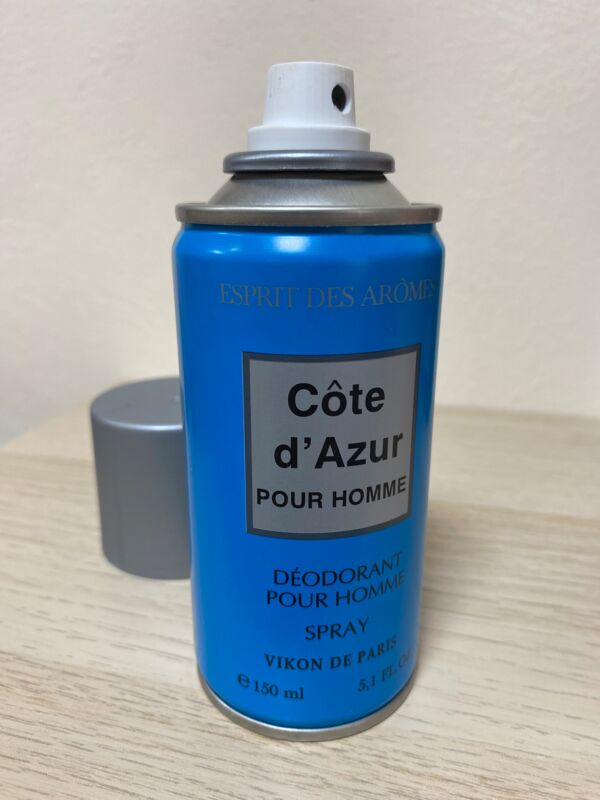 ESPRIT DES ARÔMES
Côte
d'Azur
POUR HOMME
DÉODORANT
POUR HOMME
SPRAY
VIKON DE PARIS
℮ 150 ml 5,1 FL. OZ